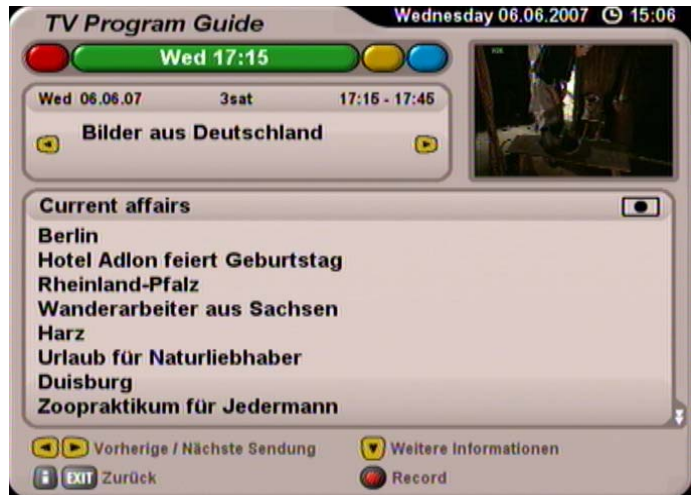 TV Program Guide
Wednesday 06.06.2007 15:06
Wed 17:15
Wed 06.06.07 3sat 17:15 - 17:45
Bilder aus Deutschland
Current affairs
Berlin
Hotel Adlon feiert Geburtstag
Rheinland-Pfalz
Wanderarbeiter aus Sachsen
Harz
Urlaub für Naturliebhaber
Duisburg
Zoopraktikum für Jedermann
Vorherige / Nächste Sendung
Weitere Informationen
i EXIT Zurück
Record